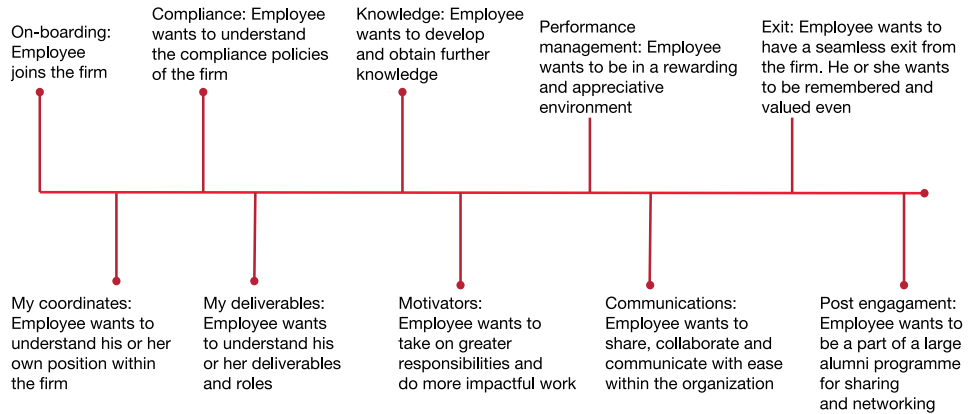 On-boarding:
Employee
joins the firm
Compliance: Employee
wants to understand
the compliance policies
of the firm
Knowledge: Employee
wants to develop
and obtain further
knowledge
Performance
management: Employee
wants to be in a rewarding
and appreciative
environment
Exit: Employee wants to
have a seamless exit from
the firm. He or she wants
to be remembered and
valued even
My coordinates:
Employee wants to
understand his or her
own position within
the firm
My deliverables:
Employee wants
to understand his
or her deliverables
and roles
Motivators:
Employee wants to
take on greater
responsibilities and
do more impactful work
Communications:
Employee wants to
share, collaborate and
communicate with ease
within the organization
Post engagament:
Employee wants to
be a part of a large
alumni programme
for sharing
and networking